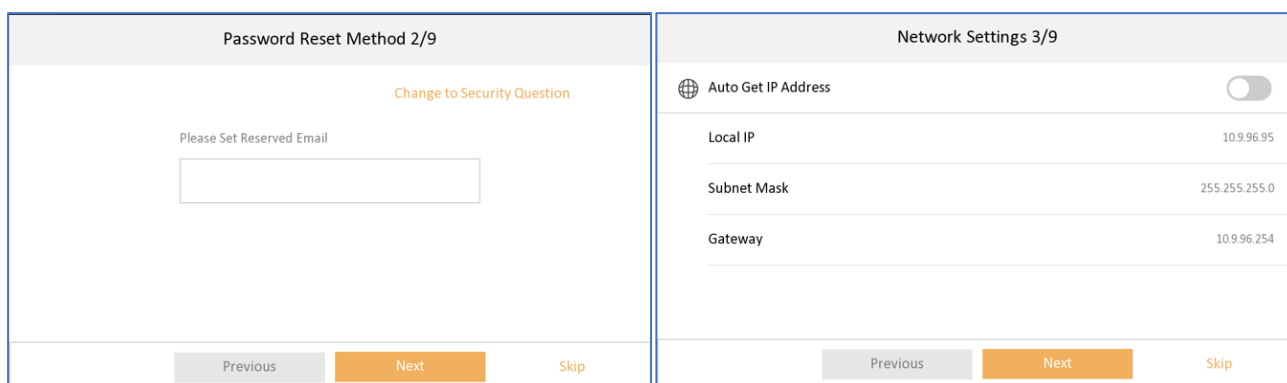 Password Reset Method 2/9
Change to Security Question
Please Set Reserved Email
Previous Next Skip
Network Settings 3/9
Auto Get IP Address
Local IP 10.9.96.95
Subnet Mask 255.255.255.0
Gateway 10.9.96.254
Previous Next Skip